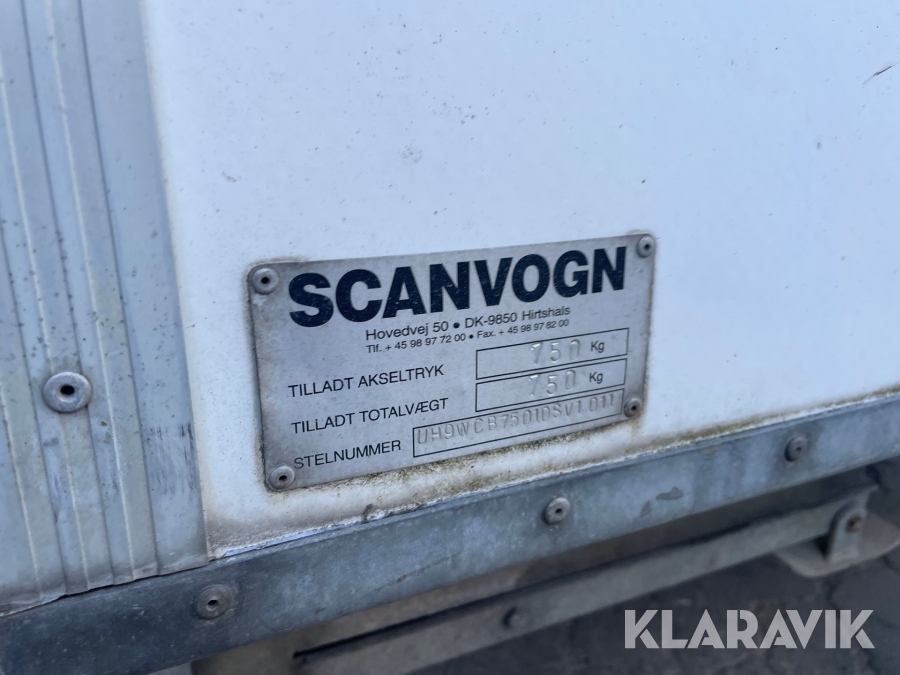 SCANVOGN
Hovedvej 50 • DK-9850 Hirtshals
Tlf. + 45 98 97 72 00 • Fax. + 45 98 97 82 00
TILLADT AKSELTRYK 750 Kg
TILLADT TOTALVÆGT 750 Kg
STELNUMMER UH9WCB75010SV1011
KLARAVIK